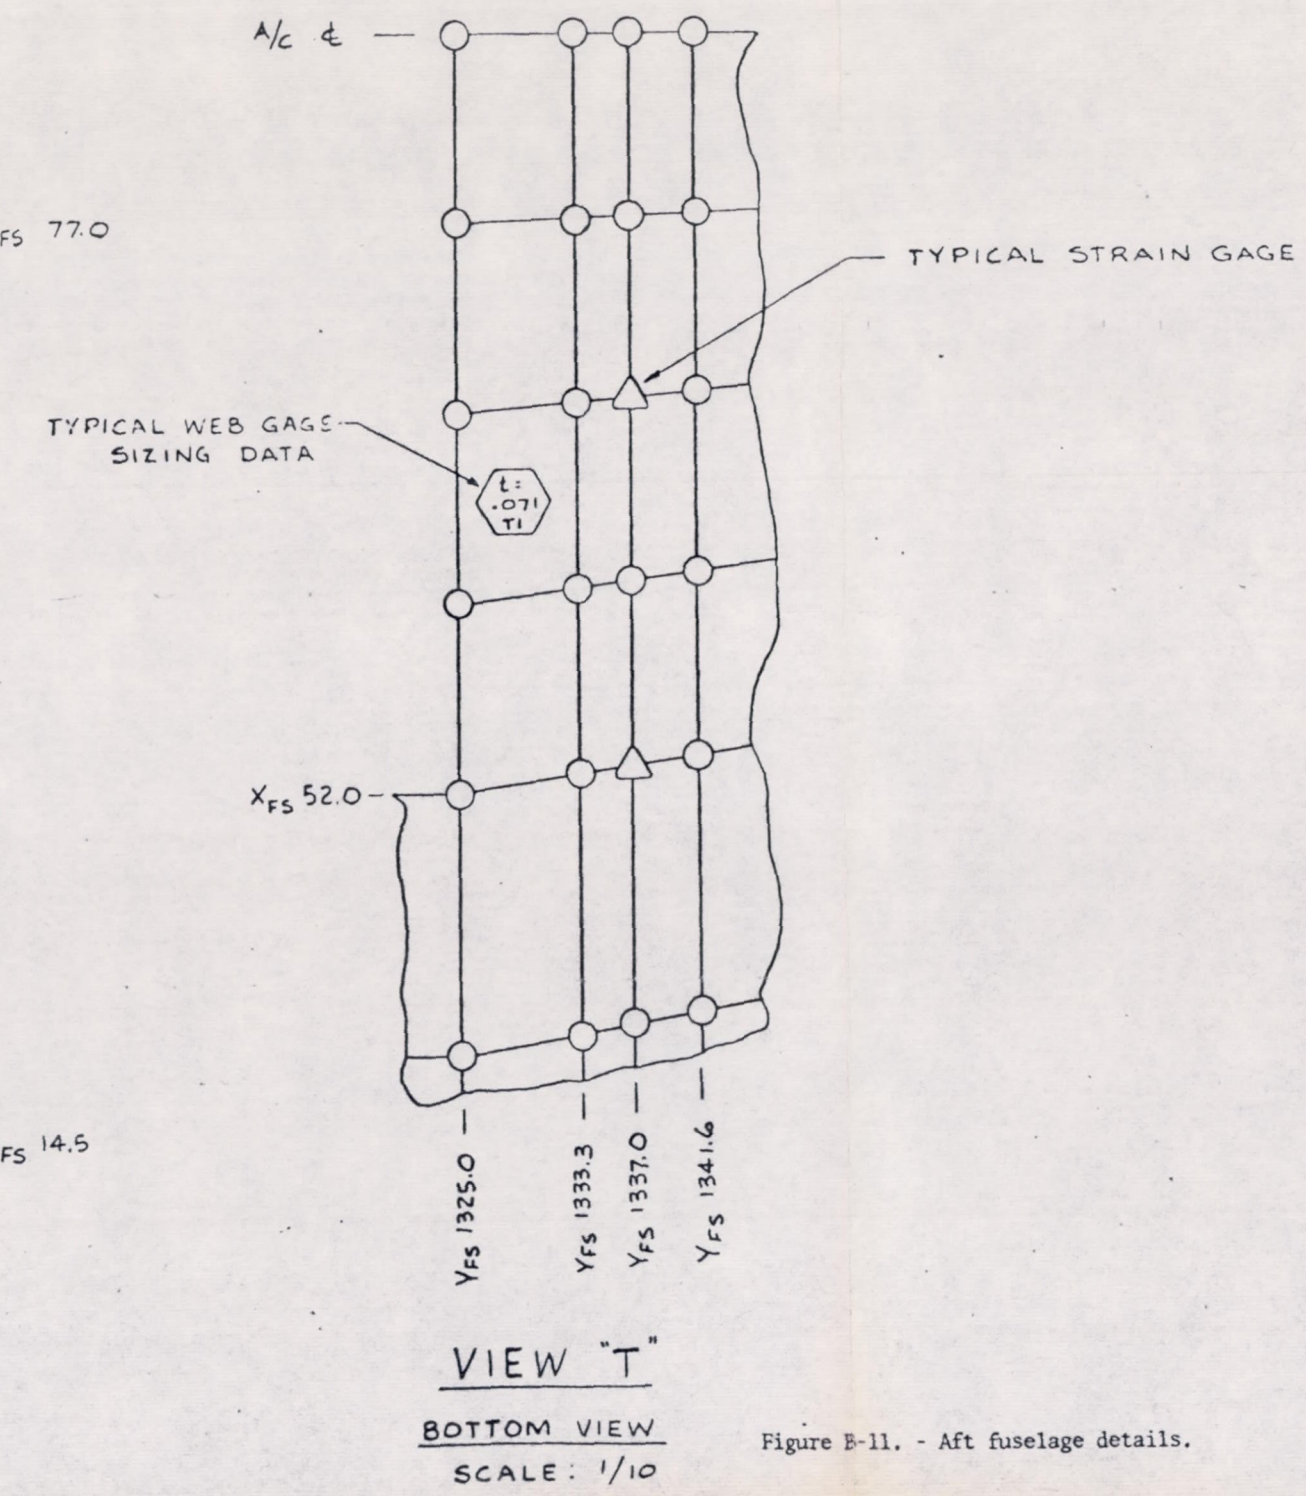 A/C ℄
FS 77.0
TYPICAL STRAIN GAGE
TYPICAL WEB GAGE
SIZING DATA
t=
.071
TI
XFS 52.0
FS 14.5
YFS 1325.0
YFS 1333.3
YFS 1337.0
YFS 1341.6
VIEW "T"
BOTTOM VIEW
SCALE: 1/10
Figure B-11. - Aft fuselage details.